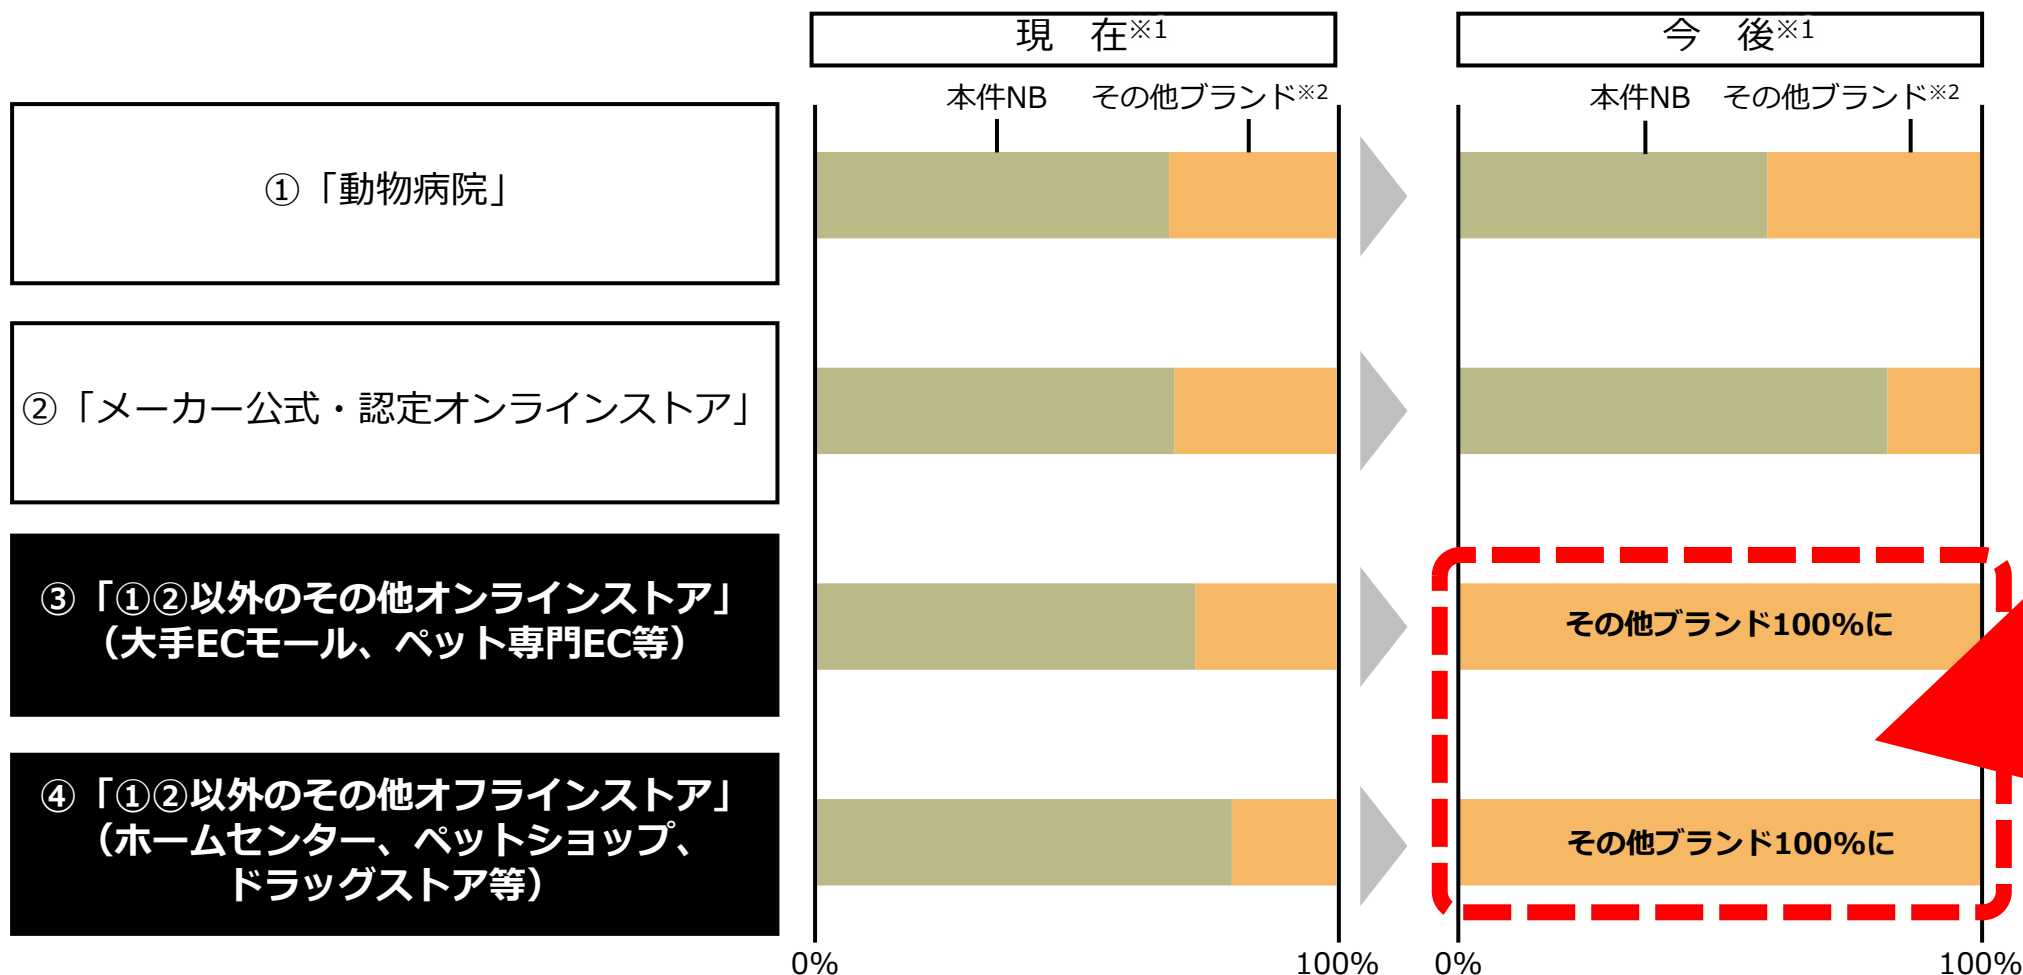 現　在※1
今　後※1
本件NB　その他ブランド※2
本件NB　その他ブランド※2
①「動物病院」
②「メーカー公式・認定オンラインストア」
③「①②以外のその他オンラインストア」
（大手ECモール、ペット専門EC等）
その他ブランド100%に
④「①②以外のその他オフラインストア」
（ホームセンター、ペットショップ、
ドラッグストア等）
その他ブランド100%に
0%　100%　0%　100%